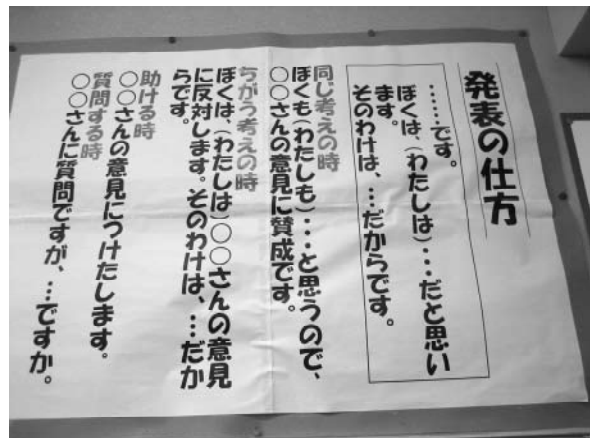 発表の仕方
・・・・・・です。
ぼくは、(わたしは)・・・だと思い
ます。
そのわけは、…だからです。
同じ考えの時
ぼくも(わたしも)・・・と思うので、
○○さんの意見に賛成です。
ちがう考えの時
ぼくは、(わたしは)○○さんの意見
に反対します。そのわけは、…だか
らです。
助ける時
○○さんの意見につけたします。
質問する時
○○さんに質問ですが、…ですか。